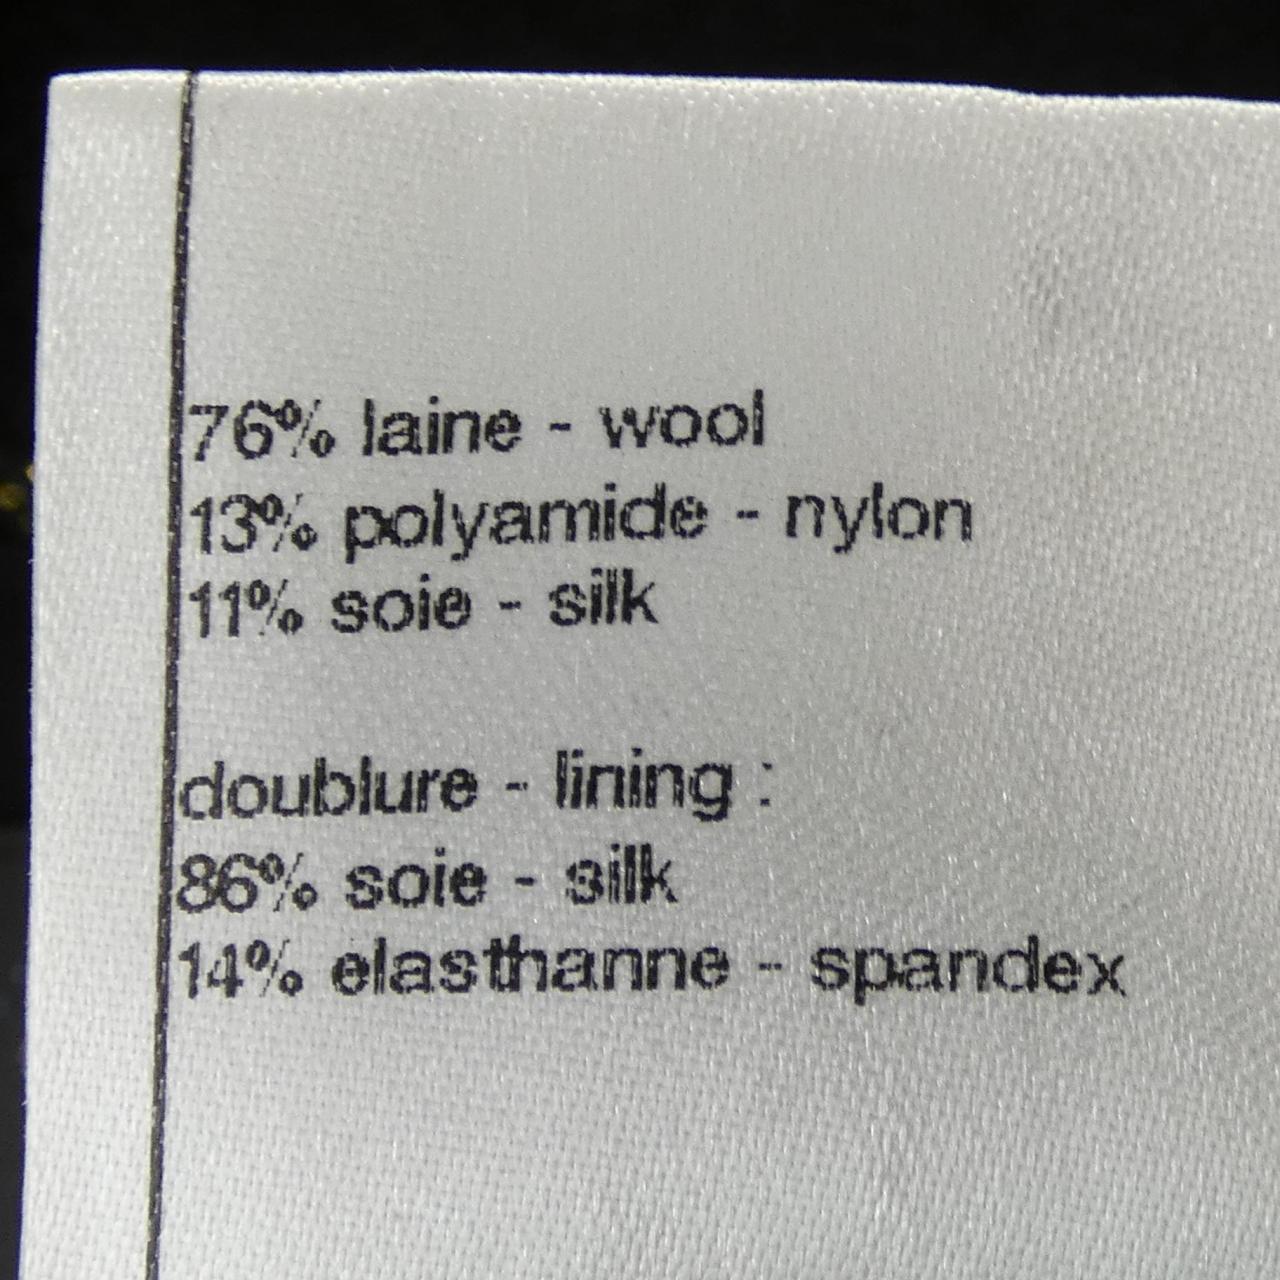 76% laine - wool
13% polyamide - nylon
11% soie - silk
doublure - lining :
86% soie - silk
14% elasthanne - spandex